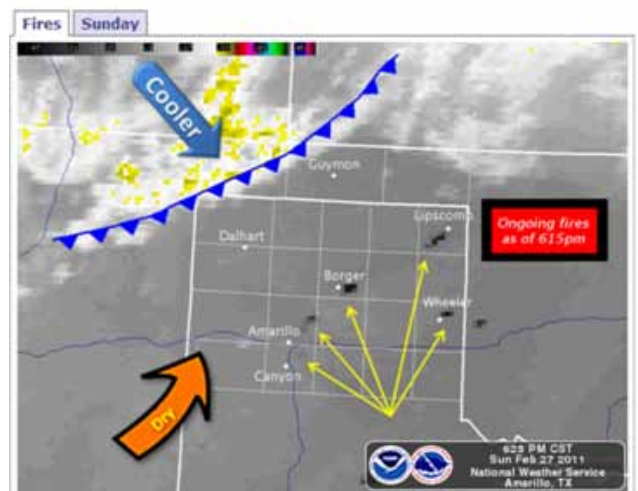 Fires
Sunday
Cooler
Guymon
Lipscomb
Ongoing fires
as of 615pm
Dalhart
Borger
Wheeler
Amarillo
Canyon
Dry
625 PM CST
Sun Feb 27 2011
National Weather Service
Amarillo, TX